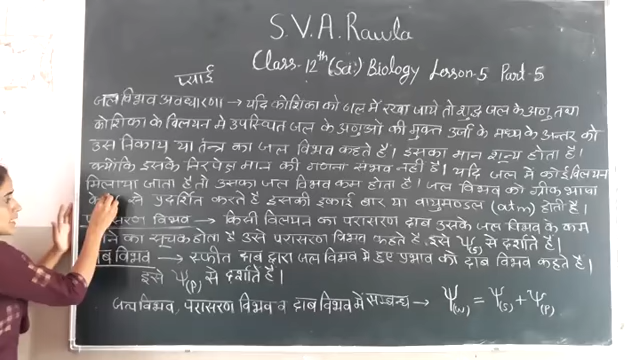 S.V.A Rawla
Class-12th (Sci) Biology Lesson-5 Part-5
जल विभव अवधारणा → यदि कोशिका को जल में रखा जाये तो शुद्ध जल के अणु तथा
कोशिका के विलयन मे उपस्थित जल के अणुओ की मुक्त उर्जा के मध्य के अन्तर को
उस निकाय या तन्त्र का जल विभव कहते है। इसका मान शून्य होता है।
क्योंकि इसके निरपेक्ष मान की गणना संभव नही है। यदि जल मे कोई विलयन
मिलाया जाता है तो उसका जल विभव कम होता है। जल विभव को ग्रीक भाषा
के से प्रदर्शित करते है इसकी इकाई बार या वायुमण्डल (atm) होती है।
विभव → किसी विलयन का परासरण दाब उसके जल विभव के कम
का सूचक होता है उसे परासरण विभव कहते है, इसे Ψ(s) से दर्शाते है।
विभव → स्फीत दाब द्वारा जल विभव मे हुए प्रभाव को दाब विभव कहते है।
इसे Ψ(P) से दर्शाते है।
जल विभव, परासरण विभव व दाब विभव में सम्बन्ध → Ψ(w) = Ψ(s) + Ψ(P)